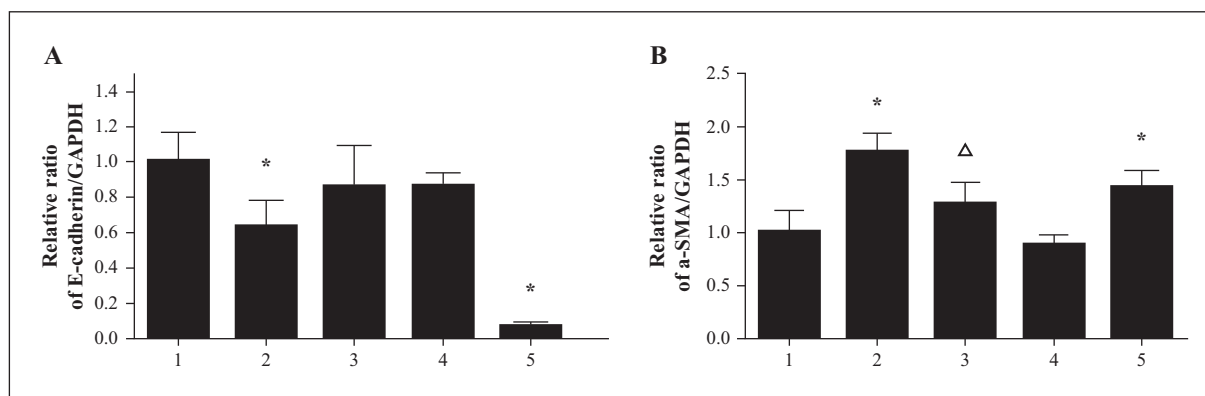 A
Relative ratio
of E-cadherin/GAPDH
1.4
1.2
1.0
0.8
0.6
0.4
0.2
0.0
*
*
1 2 3 4 5
B
Relative ratio
of a-SMA/GAPDH
2.5
2.0
1.5
1.0
0.5
0.0
*
Δ
*
1 2 3 4 5